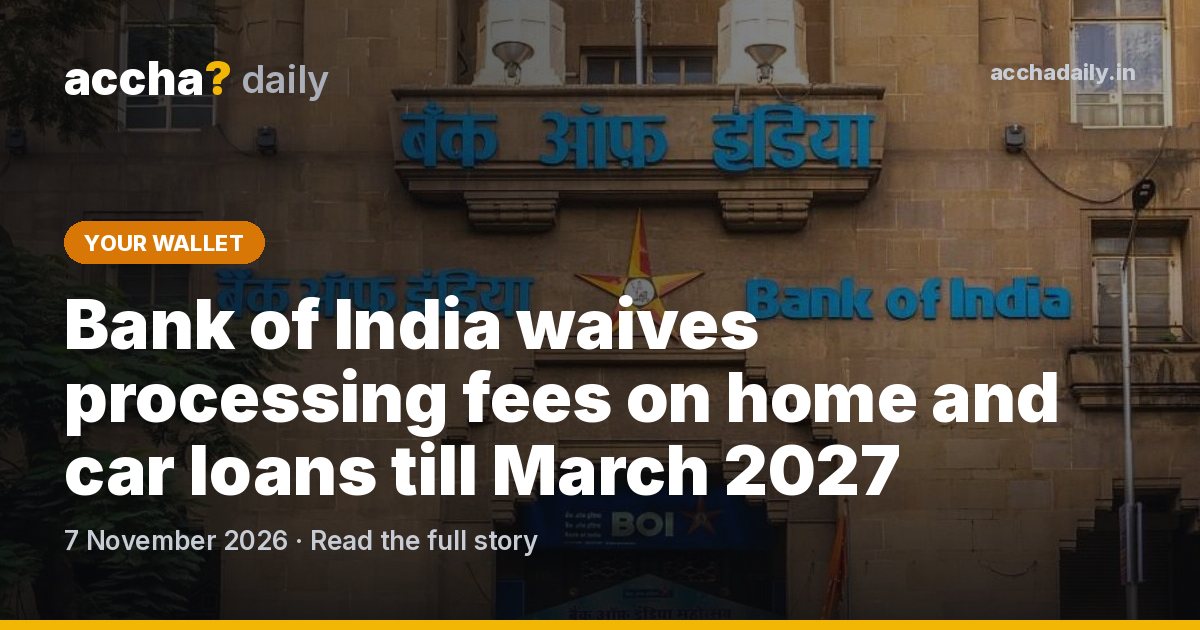 accha? daily
acchadaily.in
बैंक ऑफ़ इंडिया
YOUR WALLET
बैंक ऑफ़ इंडिया
Bank of India
Bank of India waives
processing fees on home and
car loans till March 2027
7 November 2026 · Read the full story
BOI